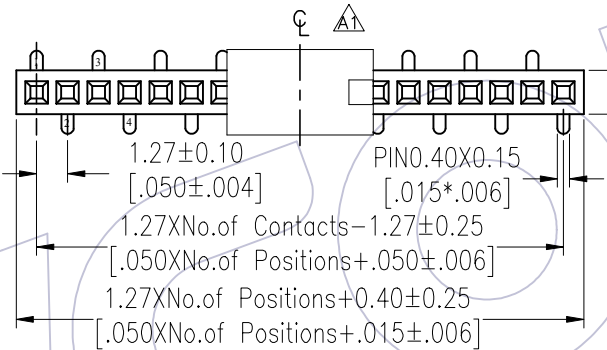 ℄ A1
1 3
2 4
1.27±0.10
[.050±.004]
PIN0.40X0.15
[.015*.006]
1.27XNo.of Contacts-1.27±0.25
[.050XNo.of Positions+.050±.006]
1.27XNo.of Positions+0.40±0.25
[.050XNo.of Positions+.015±.006]